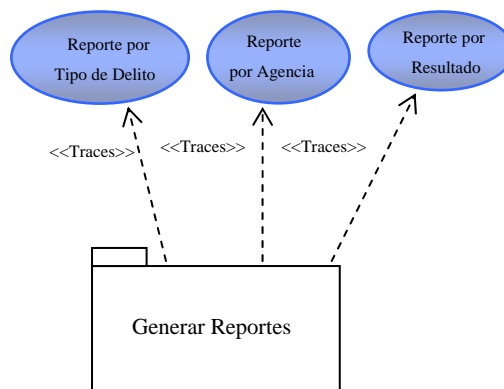 Reporte por
Tipo de Delito
Reporte
por Agencia
Reporte por
Resultado
<<Traces>>
<<Traces>>
<<Traces>>
Generar Reportes